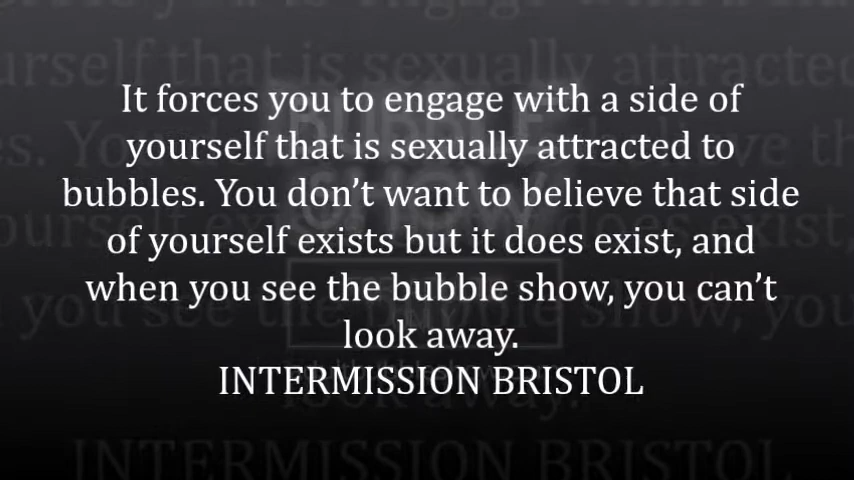 It forces you to engage with a side of
yourself that is sexually attracted to
bubbles. You don’t want to believe that side
of yourself exists but it does exist, and
when you see the bubble show, you can’t
look away.
INTERMISSION BRISTOL